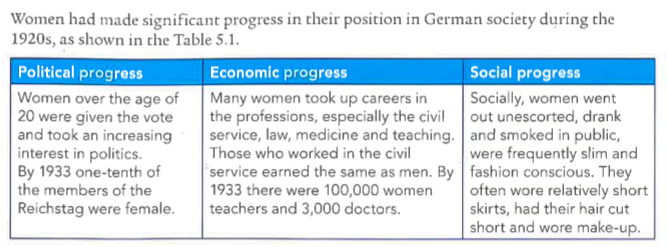 Women had made significant progress in their position in German society during the
1920s, as shown in the Table 5.1.
Political progress
Women over the age of
20 were given the vote
and took an increasing
interest in politics.
By 1933 one-tenth of
the members of the
Reichstag were female.
Economic progress
Many women took up careers in
the professions, especially the civil
service, law, medicine and teaching.
Those who worked in the civil
service earned the same as men. By
1933 there were 100,000 women
teachers and 3,000 doctors.
Social progress
Socially, women went
out unescorted, drank
and smoked in public,
were frequently slim and
fashion conscious. They
often wore relatively short
skirts, had their hair cut
short and wore make-up.